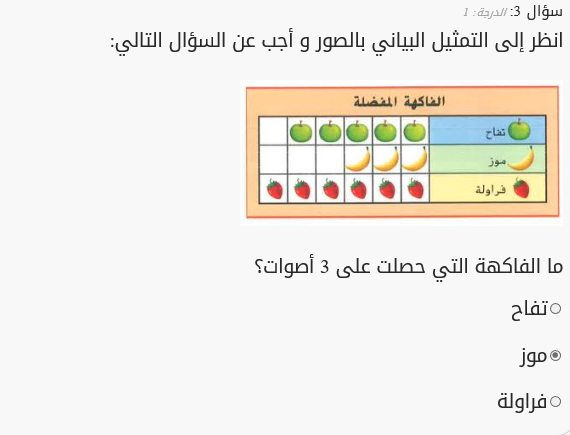 سؤال 3: الدرجة: 1
انظر إلى التمثيل البياني بالصور و أجب عن السؤال التالي:
الفاكهة المفضلة
تفاح
موز
فراولة
ما الفاكهة التي حصلت على 3 أصوات؟
تفاح
موز
فراولة